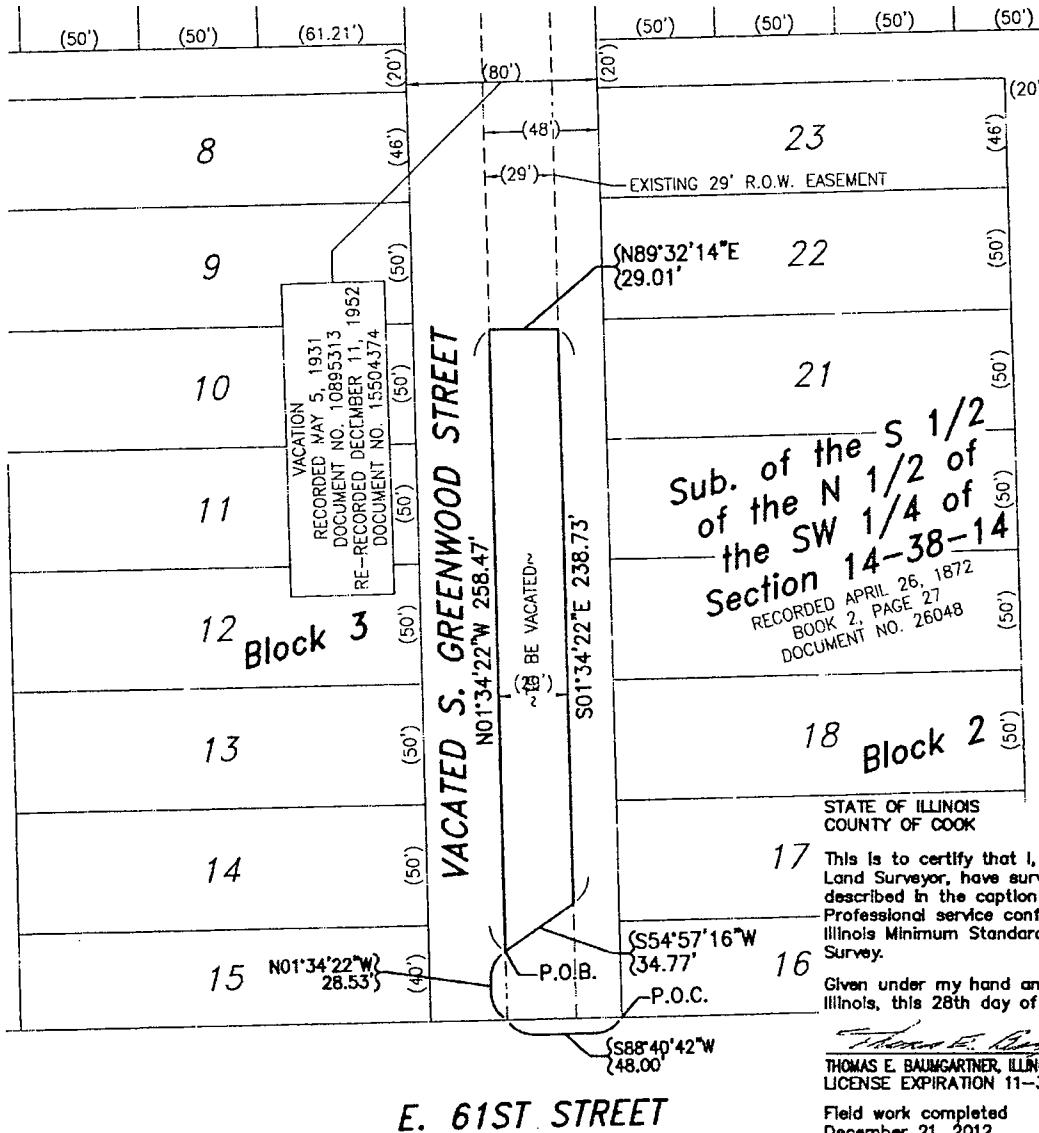 (50') (50') (61.21') (50') (50') (50') (50')
(20') (80') (20') (20'
8 (46') (48') 23 (46')
(29') EXISTING 29' R.O.W. EASEMENT
9 (50') N89°32'14"E 22 (50')
29.01'
VACATION
RECORDED MAY 5, 1931
DOCUMENT NO. 10895313
RE-RECORDED DECEMBER 11, 1952
DOCUMENT NO. 15504374
10 (50') 21 (50')
VACATED S. GREENWOOD STREET
N01°34'22"W 258.47'
BE VACATED~
(29')
S01°34'22"E 238.73'
Sub. of the S 1/2
of the N 1/2 of
the SW 1/4 of
Section 14-38-14
RECORDED APRIL 26, 1872
BOOK 2, PAGE 27
DOCUMENT NO. 26048
11 (50') (50')
12 Block 3 (50') (50')
13 (50') 18 Block 2 (50')
14 (50') 17
15 N01°34'22"W (40') P.O.B. S54°57'16"W 16
28.53' 34.77'
P.O.C.
S88°40'42"W
48.00'
E. 61ST STREET
STATE OF ILLINOIS
COUNTY OF COOK
This is to certify that I,
Land Surveyor, have surv
described in the caption
Professional service conf
Illinois Minimum Standard
Survey.
Given under my hand an
Illinois, this 28th day of
THOMAS E. BAUMGARTNER, ILLIN
LICENSE EXPIRATION 11-3
Field work completed
December 21, 2012